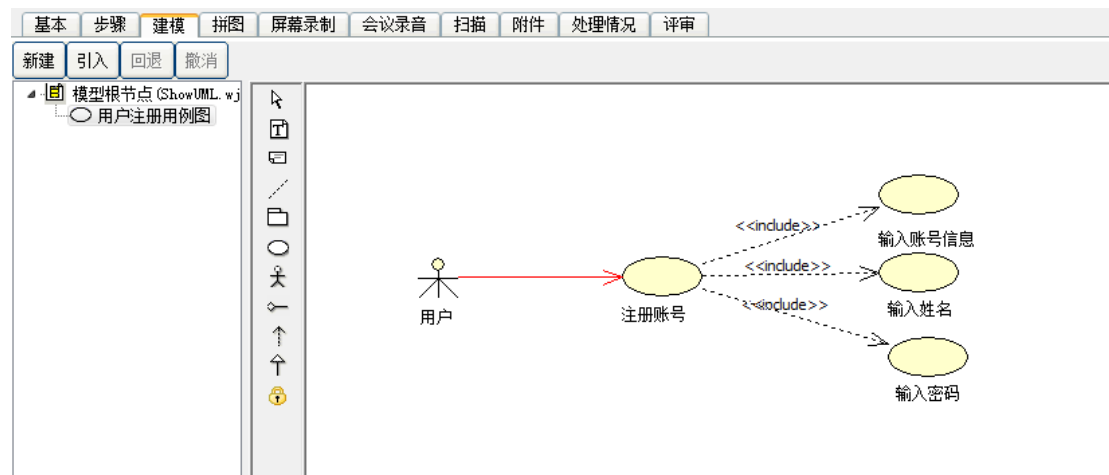 基本 步骤 建模 拼图 屏幕录制 会议录音 扫描 附件 处理情况 评审
新建 引入 回退 撤消
模型根节点(ShowUML.wj
用户注册用例图
T
<<include>>
输入账号信息
<<include>>
输入姓名
用户
注册账号
<<include>>
输入密码